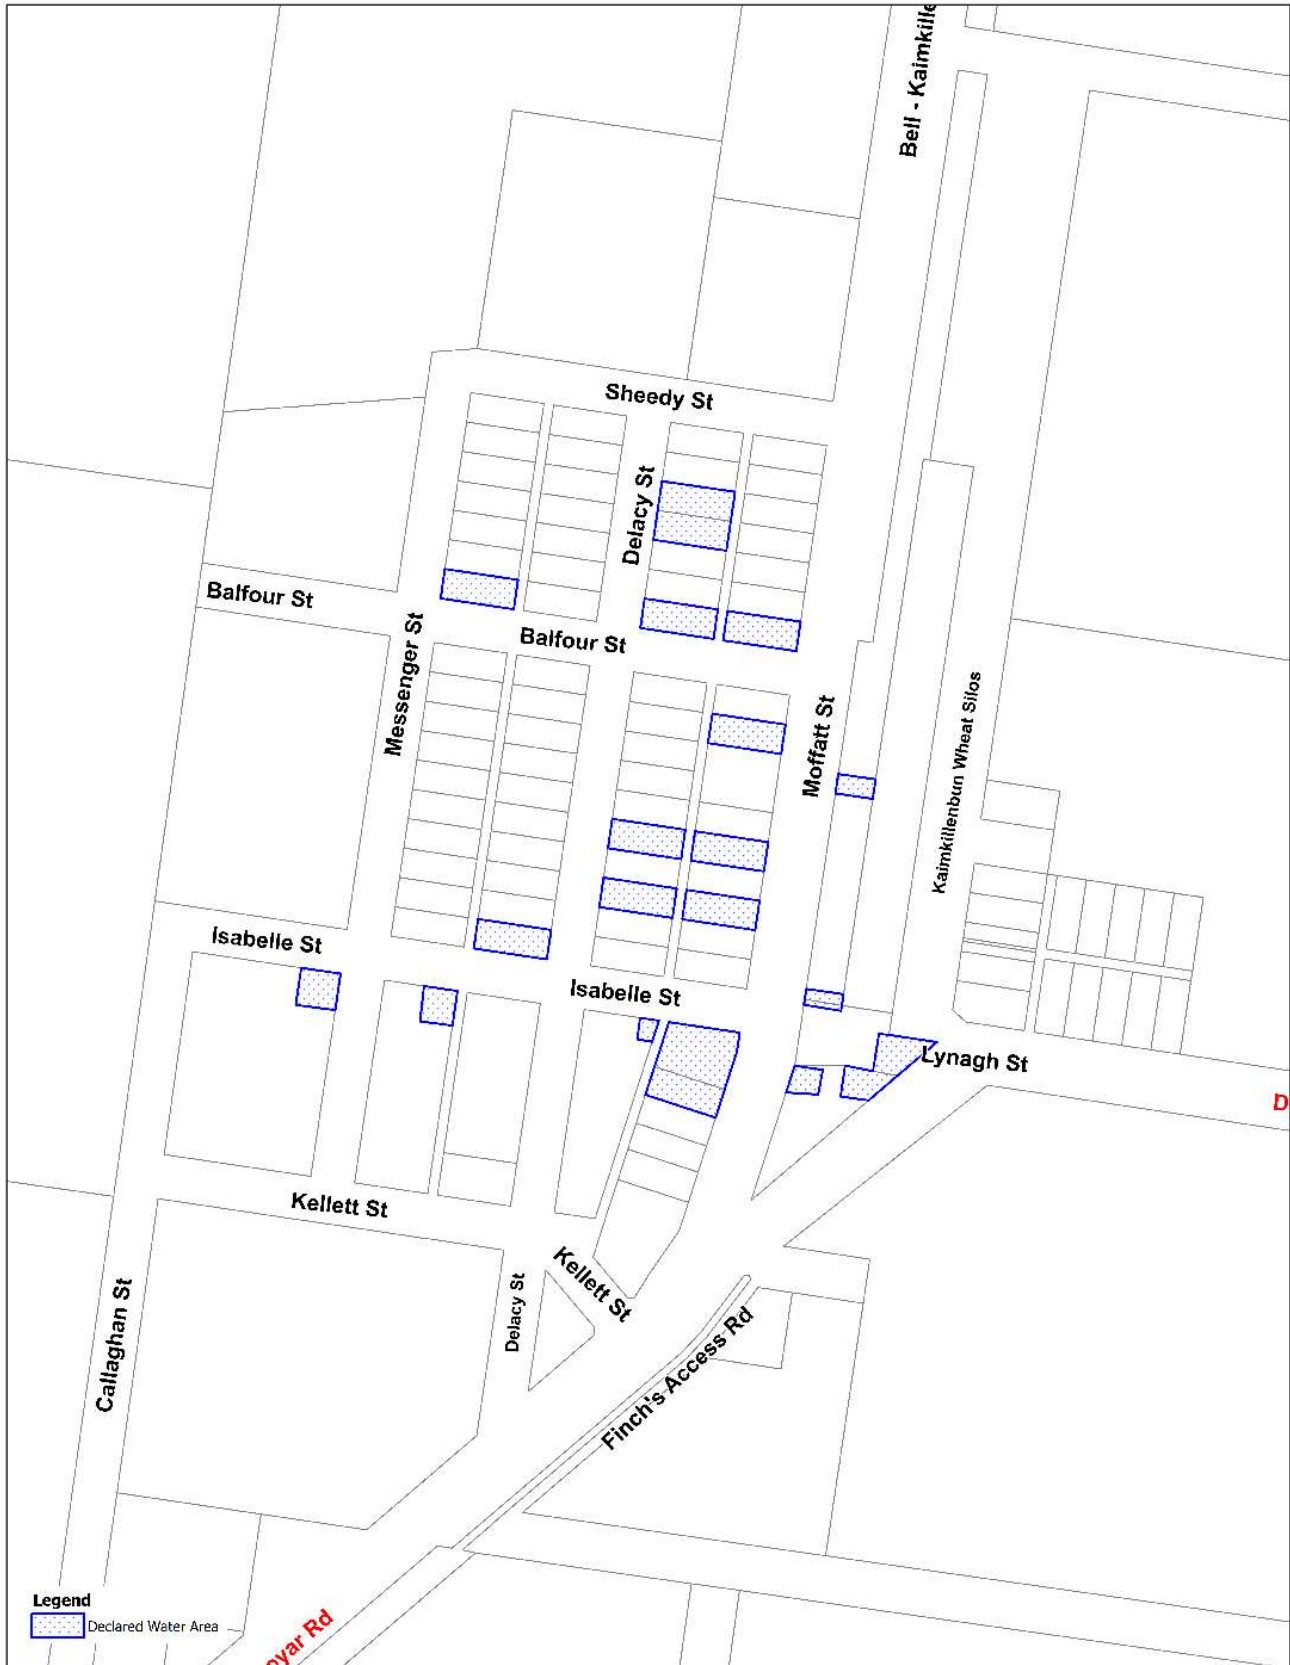 Bell - Kaimkille
Sheedy St
Delacy St
Balfour St
Balfour St
Messenger St
Moffatt St
Kaimkillenbun Wheat Silos
Isabelle St
Isabelle St
Lynagh St
D
Kellett St
Kellett St
Delacy St
Callaghan St
Finch's Access Rd
Legend
Declared Water Area
oyar Rd